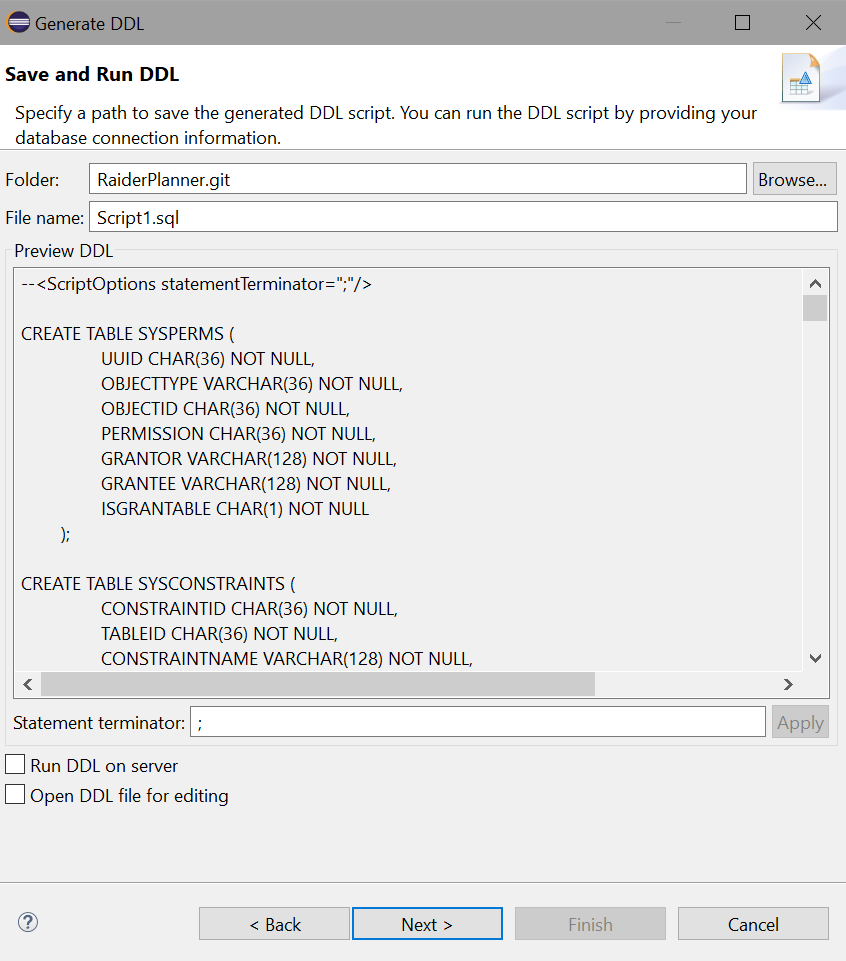 Generate DDL
Save and Run DDL
Specify a path to save the generated DDL script. You can run the DDL script by providing your
database connection information.
Folder: RaiderPlanner.git Browse...
File name: Script1.sql
Preview DDL
--<ScriptOptions statementTerminator=";"/>
CREATE TABLE SYSPERMS (
UUID CHAR(36) NOT NULL,
OBJECTTYPE VARCHAR(36) NOT NULL,
OBJECTID CHAR(36) NOT NULL,
PERMISSION CHAR(36) NOT NULL,
GRANTOR VARCHAR(128) NOT NULL,
GRANTEE VARCHAR(128) NOT NULL,
ISGRANTABLE CHAR(1) NOT NULL
);
CREATE TABLE SYSCONSTRAINTS (
CONSTRAINTID CHAR(36) NOT NULL,
TABLEID CHAR(36) NOT NULL,
CONSTRAINTNAME VARCHAR(128) NOT NULL,
Statement terminator: ; Apply
Run DDL on server
Open DDL file for editing
? < Back Next > Finish Cancel